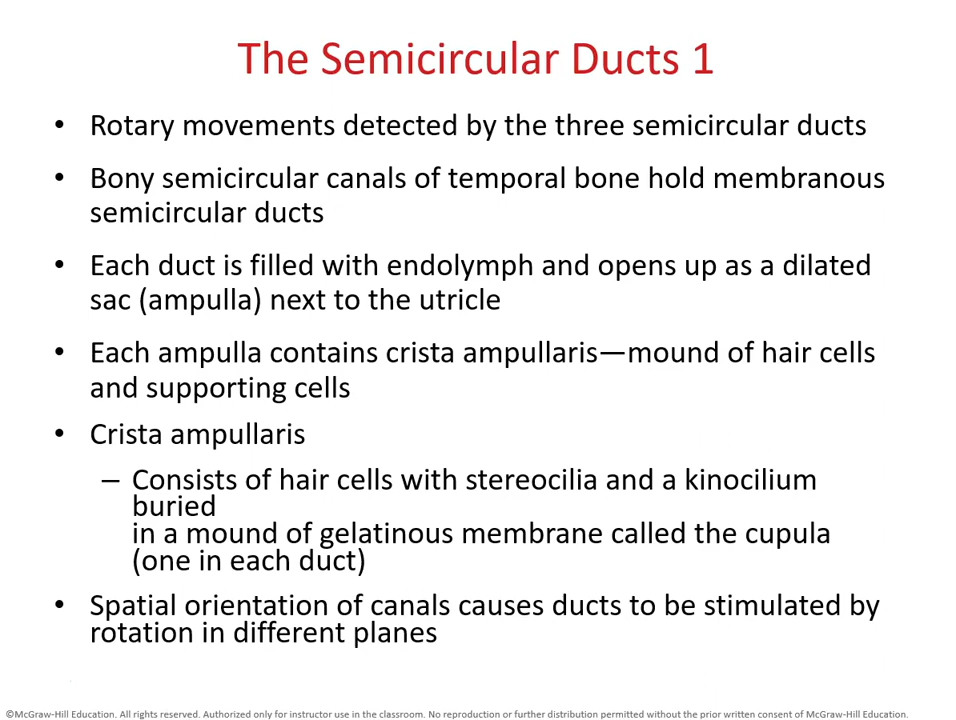 The Semicircular Ducts 1
• Rotary movements detected by the three semicircular ducts
• Bony semicircular canals of temporal bone hold membranous
semicircular ducts
• Each duct is filled with endolymph and opens up as a dilated
sac (ampulla) next to the utricle
• Each ampulla contains crista ampullaris—mound of hair cells
and supporting cells
• Crista ampullaris
– Consists of hair cells with stereocilia and a kinocilium
buried
in a mound of gelatinous membrane called the cupula
(one in each duct)
• Spatial orientation of canals causes ducts to be stimulated by
rotation in different planes
©McGraw-Hill Education. All rights reserved. Authorized only for instructor use in the classroom. No reproduction or further distribution permitted without the prior written consent of McGraw-Hill Education.